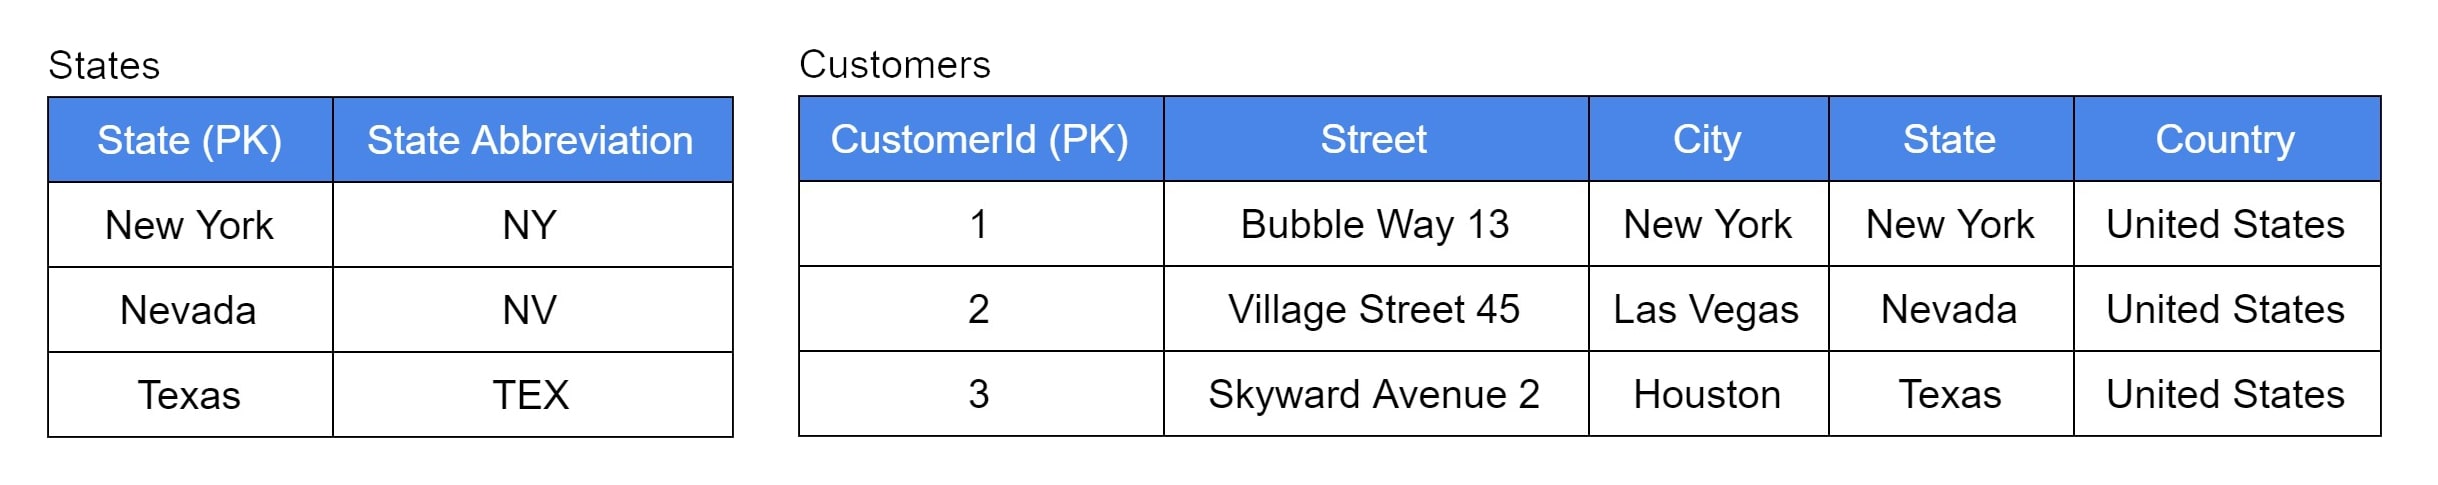 States
State (PK) State Abbreviation
New York NY
Nevada NV
Texas TEX
Customers
CustomerId (PK) Street City State Country
1 Bubble Way 13 New York New York United States
2 Village Street 45 Las Vegas Nevada United States
3 Skyward Avenue 2 Houston Texas United States